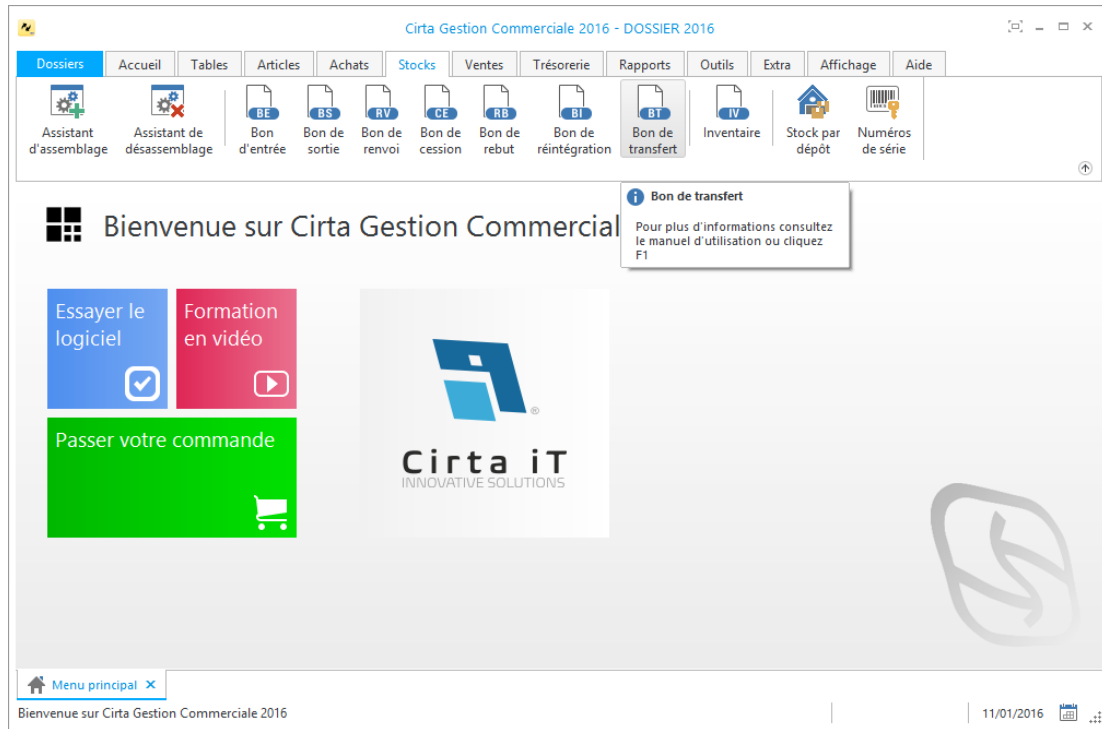 Cirta Gestion Commerciale 2016 - DOSSIER 2016
Dossiers Accueil Tables Articles Achats Stocks Ventes Trésorerie Rapports Outils Extra Affichage Aide
BE BS RV CE RB BI BT IV
Assistant d'assemblage
Assistant de désassemblage
Bon d'entrée
Bon de sortie
Bon de renvoi
Bon de cession
Bon de rebut
Bon de réintégration
Bon de transfert
Inventaire
Stock par dépôt
Numéros de série
Bon de transfert
Pour plus d'informations consultez
le manuel d'utilisation ou cliquez
F1
Bienvenue sur Cirta Gestion Commercial
Essayer le
logiciel
Formation
en vidéo
Passer votre commande
Cirta iT
INNOVATIVE SOLUTIONS
Menu principal
Bienvenue sur Cirta Gestion Commerciale 2016
11/01/2016